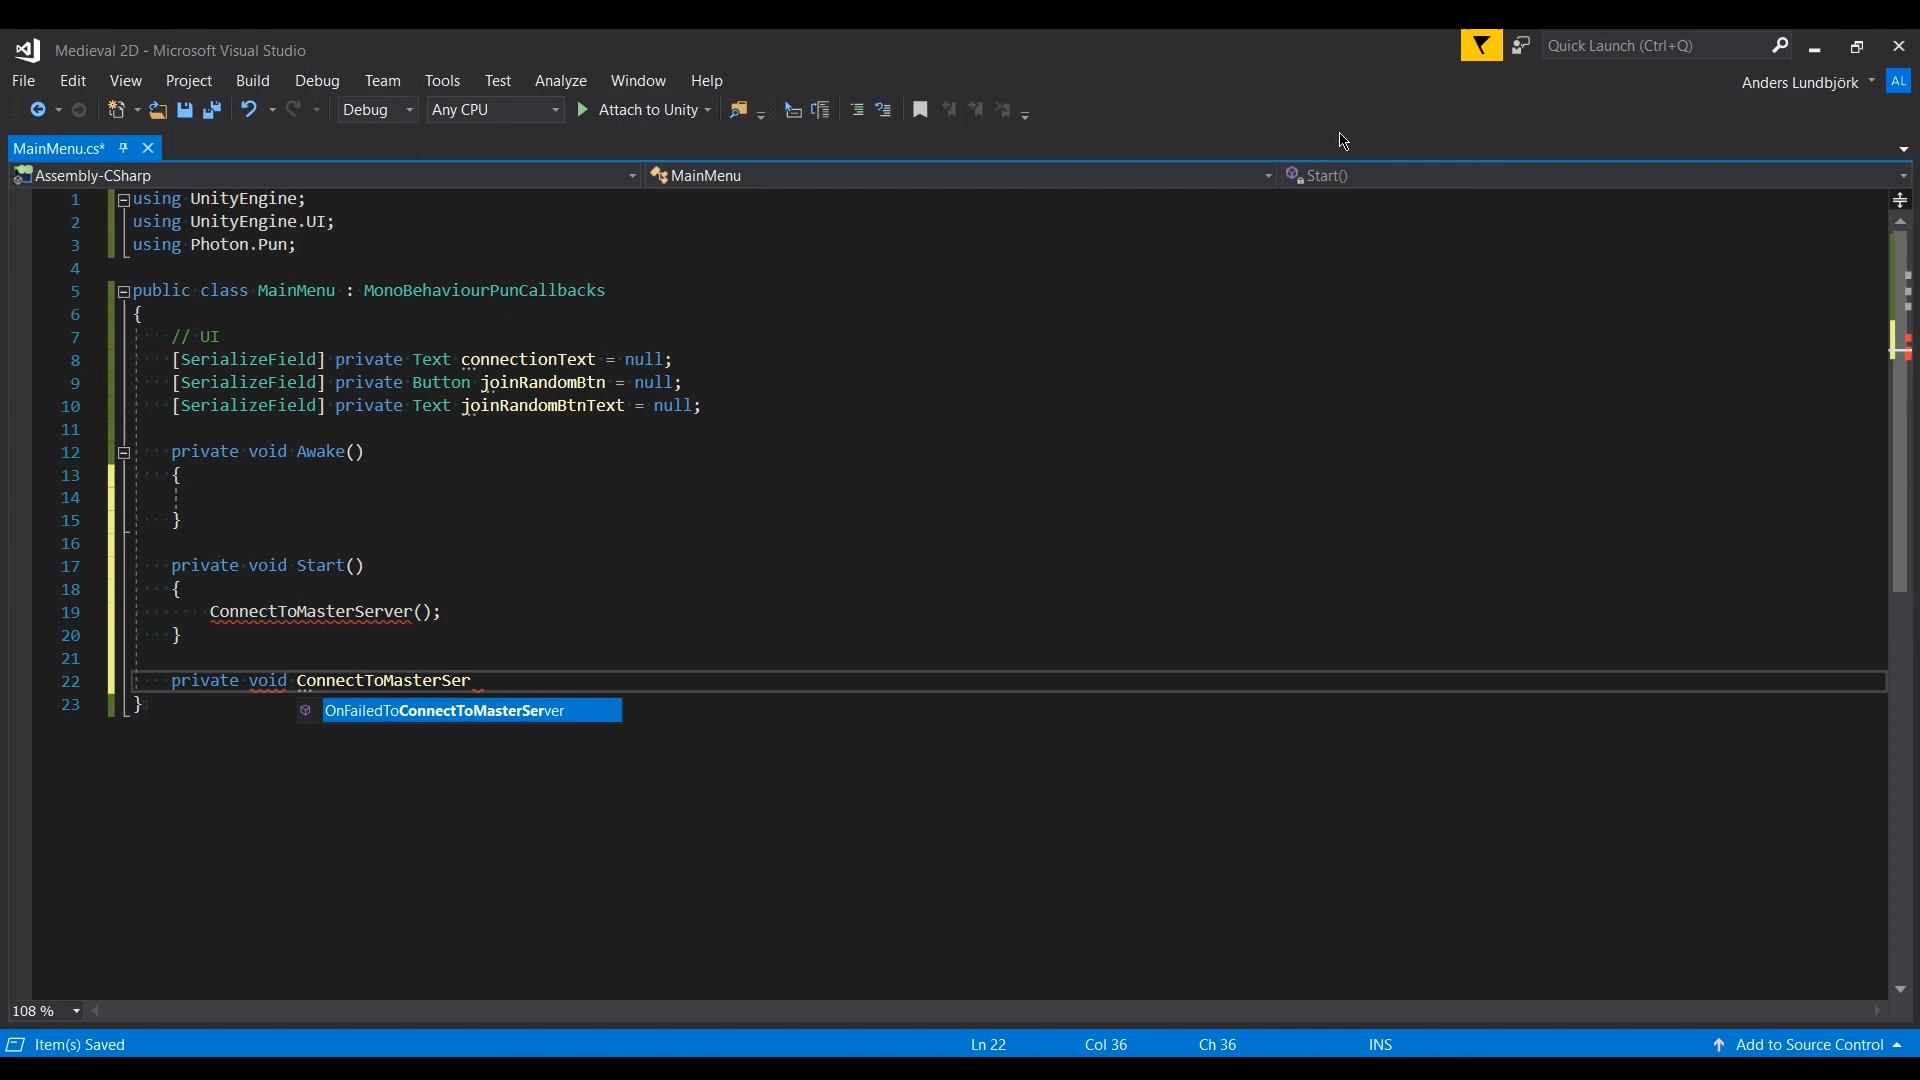 Medieval 2D - Microsoft Visual Studio
Quick Launch (Ctrl+Q)
File Edit View Project Build Debug Team Tools Test Analyze Window Help
Anders Lundbjörk AL
Debug Any CPU Attach to Unity
MainMenu.cs*
Assembly-CSharp MainMenu Start()
1 using UnityEngine;
2 using UnityEngine.UI;
3 using Photon.Pun;
4
5 public class MainMenu : MonoBehaviourPunCallbacks
6 {
7 // UI
8 [SerializeField] private Text connectionText = null;
9 [SerializeField] private Button joinRandomBtn = null;
10 [SerializeField] private Text joinRandomBtnText = null;
11
12 private void Awake()
13 {
14
15 }
16
17 private void Start()
18 {
19 ConnectToMasterServer();
20 }
21
22 private void ConnectToMasterSer
23 }
OnFailedToConnectToMasterServer
108 %
Item(s) Saved Ln 22 Col 36 Ch 36 INS Add to Source Control